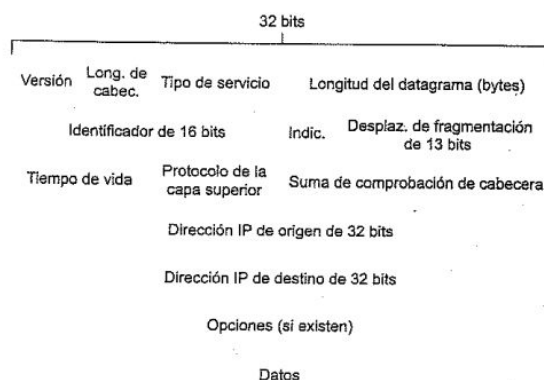 32 bits
Versión Long. de cabec. Tipo de servicio Longitud del datagrama (bytes)
Identificador de 16 bits Indic. Desplaz. de fragmentación de 13 bits
Tiempo de vida Protocolo de la capa superior Suma de comprobación de cabecera
Dirección IP de origen de 32 bits
Dirección IP de destino de 32 bits
Opciones (si existen)
Datos